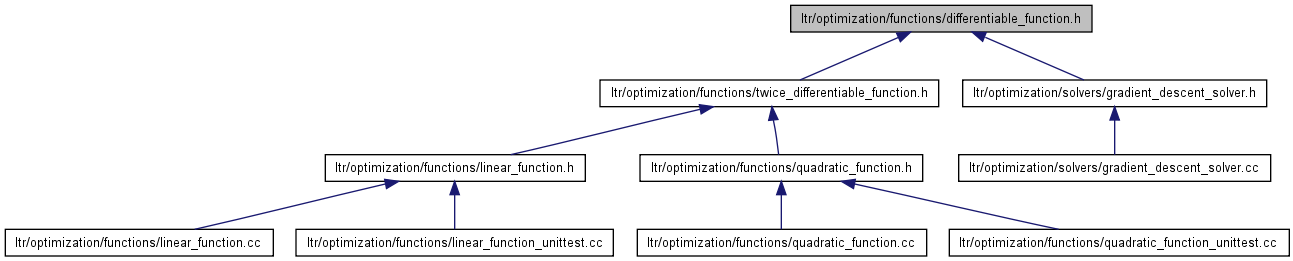 ltr/optimization/functions/differentiable_function.h
ltr/optimization/functions/twice_differentiable_function.h
ltr/optimization/solvers/gradient_descent_solver.h
ltr/optimization/functions/linear_function.h
ltr/optimization/functions/quadratic_function.h
ltr/optimization/solvers/gradient_descent_solver.cc
ltr/optimization/functions/linear_function.cc
ltr/optimization/functions/linear_function_unittest.cc
ltr/optimization/functions/quadratic_function.cc
ltr/optimization/functions/quadratic_function_unittest.cc